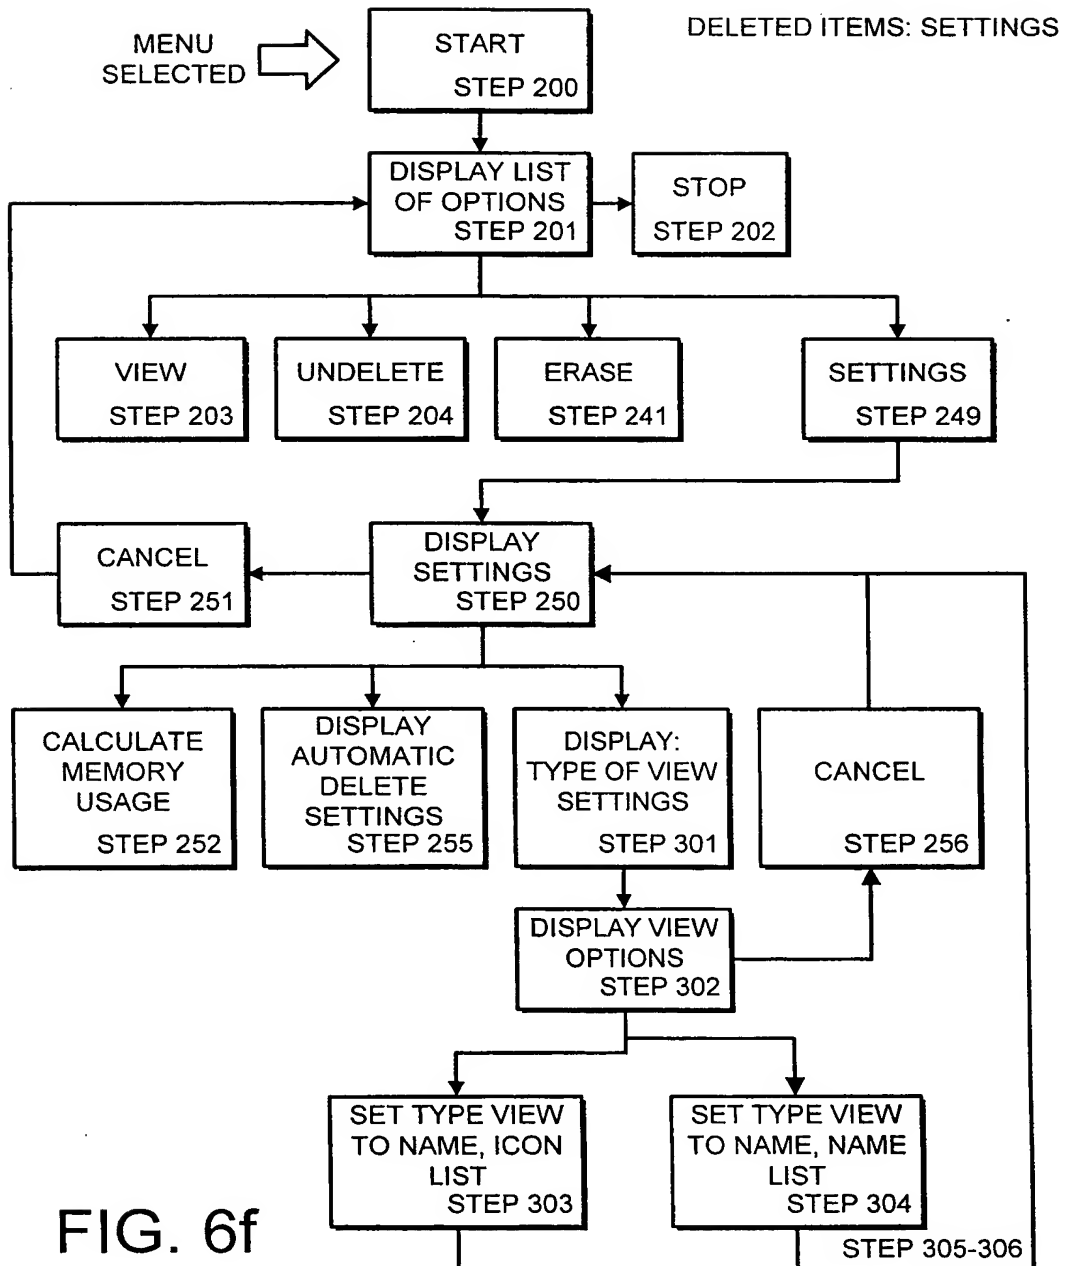 DELETED ITEMS: SETTINGS
MENU
SELECTED
START
STEP 200
DISPLAY LIST
OF OPTIONS
STEP 201
STOP
STEP 202
VIEW
STEP 203
UNDELETE
STEP 204
ERASE
STEP 241
SETTINGS
STEP 249
CANCEL
STEP 251
DISPLAY
SETTINGS
STEP 250
CALCULATE
MEMORY
USAGE
STEP 252
DISPLAY
AUTOMATIC
DELETE
SETTINGS
STEP 255
DISPLAY:
TYPE OF VIEW
SETTINGS
STEP 301
CANCEL
STEP 256
DISPLAY VIEW
OPTIONS
STEP 302
SET TYPE VIEW
TO NAME, ICON
LIST
STEP 303
SET TYPE VIEW
TO NAME, NAME
LIST
STEP 304
STEP 305-306
FIG. 6f